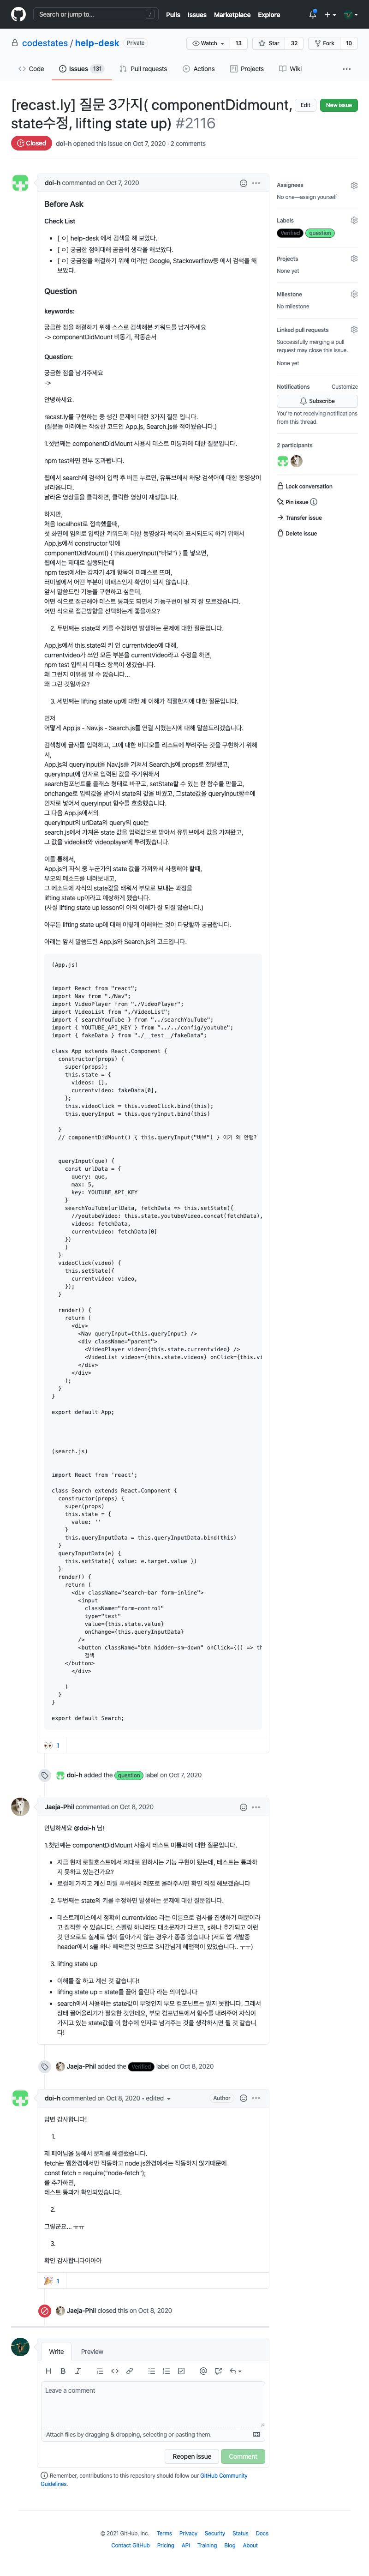 Search or jump to...
/
Pulls Issues Marketplace Explore
codestates / help-desk Private
Watch 13 Star 32 Fork 10
Code Issues 131 Pull requests Actions Projects Wiki
[recast.ly] 질문 3가지( componentDidmount,
state수정, lifting state up) #2116
Edit New issue
Closed doi-h opened this issue on Oct 7, 2020 · 2 comments
doi-h commented on Oct 7, 2020
Before Ask
Check List
[ ㅇ] help-desk 에서 검색을 해 보았다.
[ ㅇ] 궁금한 점에대해 곰곰히 생각을 해보았다.
[ ㅇ] 궁금점을 해결하기 위해 여러번 Google, Stackoverflow등 에서 검색을 해
보았다.
Question
keywords:
궁금한 점을 해결하기 위해 스스로 검색해본 키워드를 남겨주세요
-> componentDidMount 비동기, 작동순서
Question:
궁금한 점을 남겨주세요
->
안녕하세요.
recast.ly를 구현하는 중 생긴 문제에 대한 3가지 질문 입니다.
(질문들 아래에는 작성한 코드인 App.js, Search.js를 적어놨습니다.)
1.첫번째는 componentDidMount 사용시 테스트 미통과에 대한 질문입니다.
npm test하면 전부 통과됩니다.
웹에서 search에 검색어 입력 후 버튼 누르면, 유튜브에서 해당 검색어에 대한 동영상이
날라옵니다.
날라온 영상들을 클릭하면, 클릭한 영상이 재생됩니다.
하지만,
처음 localhost로 접속했을때,
첫 화면에 임의로 입력한 키워드에 대한 동영상과 목록이 표시되도록 하기 위해서
App.js에서 constructor 밖에
componentDidMount() { this.queryInput("바보") } 를 넣으면,
웹에서는 제대로 실행되는데
npm test에서는 갑자기 4개 항목이 미패스로 뜨며,
터미널에서 어떤 부분이 미패스인지 확인이 되지 않습니다.
앞서 말씀드린 기능을 구현하고 싶은데,
어떤 식으로 접근해야 테스트 통과도 되면서 기능구현이 될 지 잘 모르겠습니다.
어떤 식으로 접근방향을 선택하는게 좋을까요?
2. 두번째는 state의 키를 수정하면 발생하는 문제에 대한 질문입니다.
App.js에서 this.state의 키 인 currentvideo에 대해,
currentvideo가 쓰인 모든 부분을 currentVideo라고 수정을 하면,
npm test 입력시 미패스 항목이 생겼습니다.
왜 그런지 이유를 알 수 없습니다...
왜 그런 것일까요?
3. 세번째는 lifting state up에 대한 제 이해가 적절한지에 대한 질문입니다.
먼저
어떻게 App.js - Nav.js - Search.js를 연결 시켰는지에 대해 말씀드리겠습니다.
검색창에 글자를 입력하고, 그에 대한 비디오를 리스트에 뿌려주는 것을 구현하기 위해
서,
App.js의 queryInput을 Nav.js를 거쳐서 Search.js에 props로 전달했고,
queryInput에 인자로 입력된 값을 주기위해서
search컴포넌트를 클래스 형태로 바꾸고, setState할 수 있는 한 함수를 만들고,
onchange로 입력값을 받아서 state의 값을 바꿨고, 그state값을 queryInput함수에
인자로 넣어서 queryInput 함수를 호출했습니다.
그 다음 App.js에서의
queryInput의 urlData의 query의 que는
search.js에서 가져온 state 값을 입력값으로 받아서 유튜브에서 값을 가져왔고,
그 값을 videolist와 videoplayer에 뿌려줬습니다.
이를 통해서,
App.js의 자식 중 누군가의 state 값을 가져와서 사용해야 할때,
부모의 메소드를 내려보내고,
그 메소드에 자식의 state값을 태워서 부모로 보내는 과정을
lifting state up이라고 예상하게 됐습니다.
(사실 lifting state up lesson이 아직 이해가 잘 되질 않습니다.)
아무튼 lifting state up에 대해 이렇게 이해하는 것이 타당할까 궁금합니다.
아래는 앞서 말씀드린 App.js와 Search.js의 코드입니다.
(App.js)
import React from "react";
import Nav from "./Nav";
import VideoPlayer from "./VideoPlayer";
import VideoList from "./VideoList";
import { searchYouTube } from "../searchYouTube";
import { YOUTUBE_API_KEY } from "../../config/youtube";
import { fakeData } from "./__test__/fakeData";
class App extends React.Component {
constructor(props) {
super(props);
this.state = {
videos: [],
currentvideo: fakeData[0],
};
this.videoClick = this.videoClick.bind(this);
this.queryInput = this.queryInput.bind(this)
}
// componentDidMount() { this.queryInput("바보") } 이거 왜 안됨?
queryInput(que) {
const urlData = {
query: que,
max: 5,
key: YOUTUBE_API_KEY
}
searchYouTube(urlData, fetchData => this.setState({
//youtubeVideo: this.state.youtubeVideo.concat(fetchData),
videos: fetchData,
currentvideo: fetchData[0]
})
)
}
videoClick(video) {
this.setState({
currentvideo: video,
});
}
render() {
return (
<div>
<Nav queryInput={this.queryInput} />
<div className="parent">
<VideoPlayer video={this.state.currentvideo} />
<VideoList videos={this.state.videos} onClick={this.vi
</div>
</div>
);
}
}
export default App;
(search.js)
import React from 'react';
class Search extends React.Component {
constructor(props) {
super(props)
this.state = {
value: ''
}
this.queryInputData = this.queryInputData.bind(this)
}
queryInputData(e) {
this.setState({ value: e.target.value })
}
render() {
return (
<div className="search-bar form-inline">
<input
className="form-control"
type="text"
value={this.state.value}
onChange={this.queryInputData}
/>
<button className="btn hidden-sm-down" onClick={() => th
검색
</button>
</div>
)
}
}
export default Search;
1
doi-h added the question label on Oct 7, 2020
Jaeja-Phil commented on Oct 8, 2020
안녕하세요 @doi-h 님!
1.첫번째는 componentDidMount 사용시 테스트 미통과에 대한 질문입니다.
지금 현재 로컬호스트에서 제대로 원하시는 기능 구현이 됬는데, 테스트는 통과하
지 못하고 있는건가요?
로컬에 가지고 계신 파일 푸쉬해서 레포로 올려주시면 확인 직접 해보겠습니다
2. 두번째는 state의 키를 수정하면 발생하는 문제에 대한 질문입니다.
테스트케이스에서 정확히 currentvideo 라는 이름으로 검사를 진행하기 때문이라
고 짐작할 수 있습니다. 스펠링 하나라도 대소문자가 다르고, s하나 추가되고 이런
것 만으로도 실제로 앱이 돌아가지 않는 경우가 종종 있습니다 (저도 앱 개발중
header에서 s를 하나 빼먹은것 만으로 3시간넘게 헤맨적이 있었습니다.. ㅜㅜ)
3. lifting state up
이해를 잘 하고 계신 것 같습니다!
lifting state up = state를 끌어 올린다 라는 의미입니다
search에서 사용하는 state값이 무엇인지 부모 컴포넌트는 알지 못합니다. 그래서
상태 끌어올리기가 필요한 것인데요, 부모 컴포넌트에서 함수를 내려주어 자식이
가지고 있는 state값을 이 함수에 인자로 넘겨주는 것을 생각하시면 될 것 같습니
다!
Jaeja-Phil added the Verified label on Oct 8, 2020
doi-h commented on Oct 8, 2020 • edited
Author
답변 감사합니다!
1.
제 페어님을 통해서 문제를 해결했습니다.
fetch는 웹환경에서만 작동하고 node.js환경에서는 작동하지 않기때문에
const fetch = require("node-fetch");
를 추가하면,
테스트 통과가 확인되었습니다.
2.
그렇군요... ㅠㅠ
3.
확인 감사합니다아아아
1
Jaeja-Phil closed this on Oct 8, 2020
Write Preview
Leave a comment
Attach files by dragging & dropping, selecting or pasting them.
Reopen issue Comment
Remember, contributions to this repository should follow our GitHub Community
Guidelines.
Assignees
No one—assign yourself
Labels
Verified question
Projects
None yet
Milestone
No milestone
Linked pull requests
Successfully merging a pull
request may close this issue.
None yet
Notifications Customize
Subscribe
You're not receiving notifications
from this thread.
2 participants
Lock conversation
Pin issue
Transfer issue
Delete issue
© 2021 GitHub, Inc. Terms Privacy Security Status Docs
Contact GitHub Pricing API Training Blog About